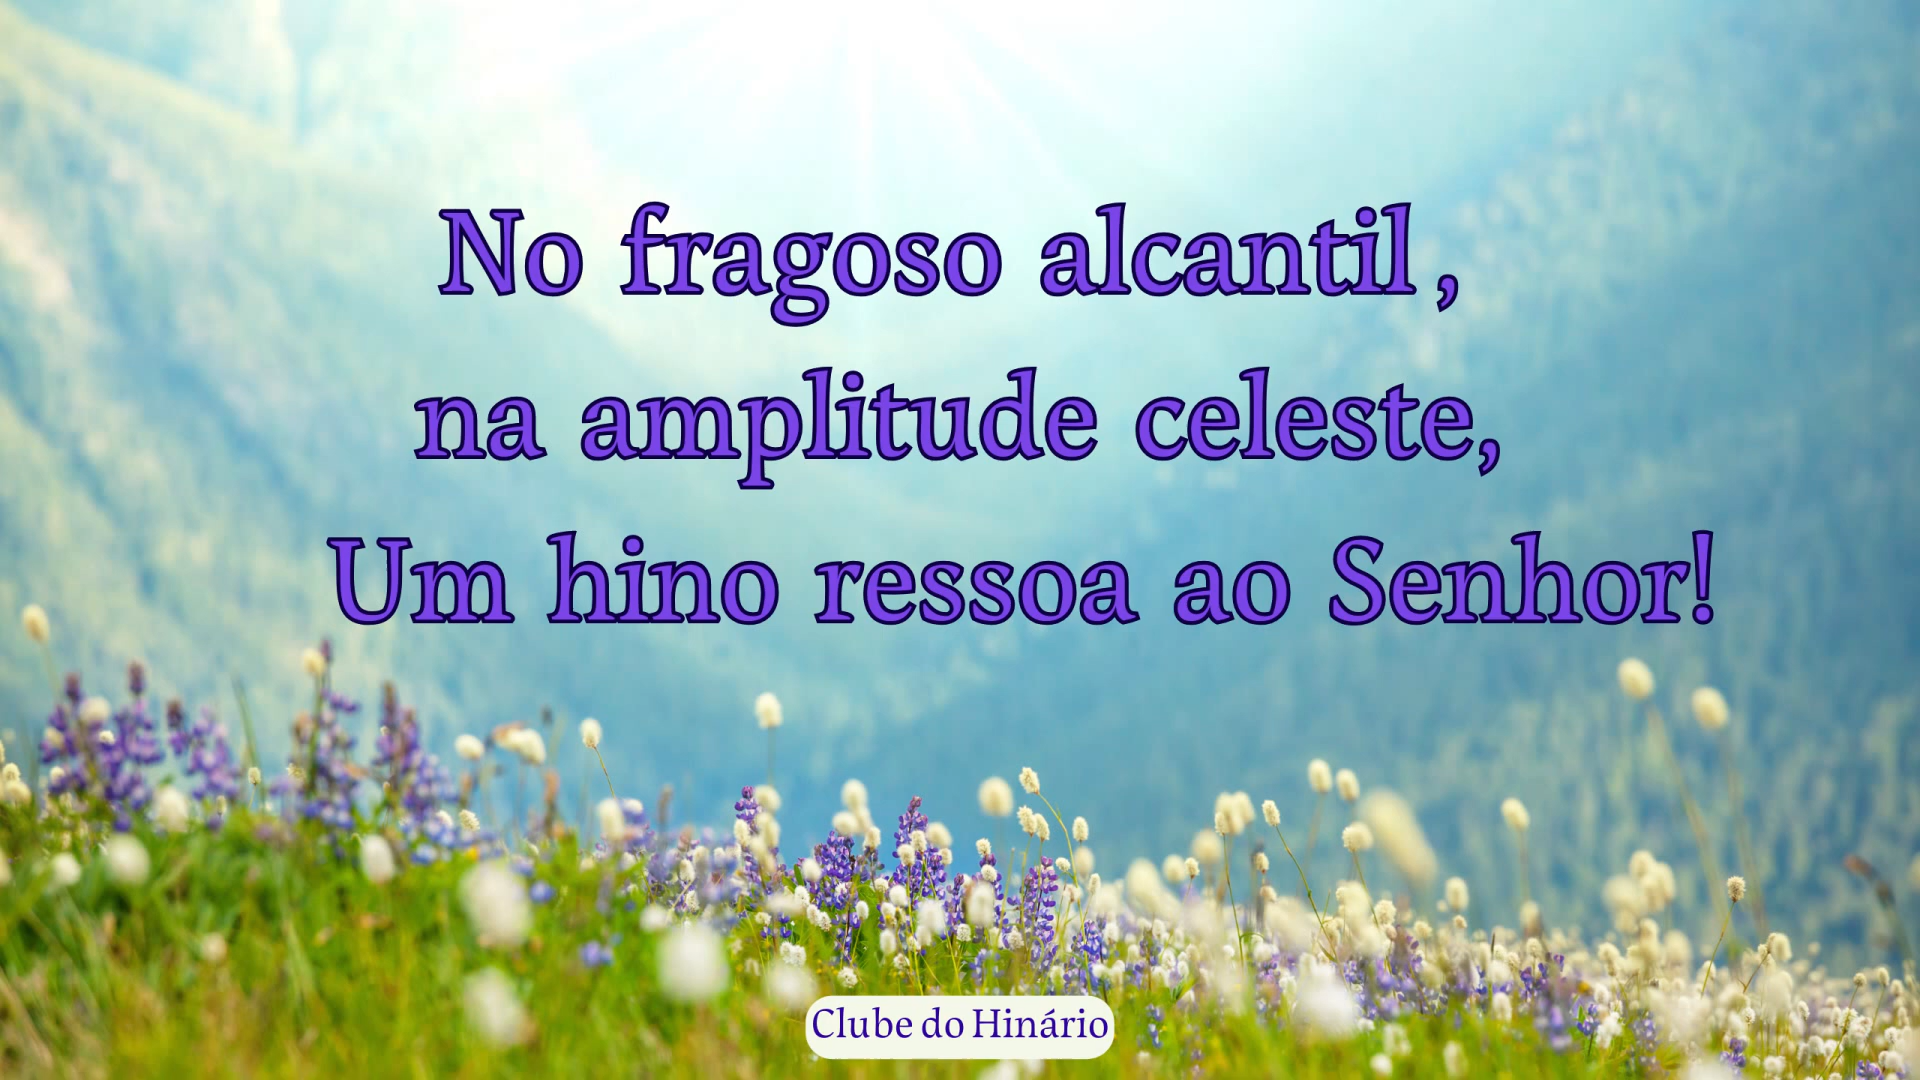 No fragoso alcantil,
na amplitude celeste,
Um hino ressoa ao Senhor!
Clube do Hinário